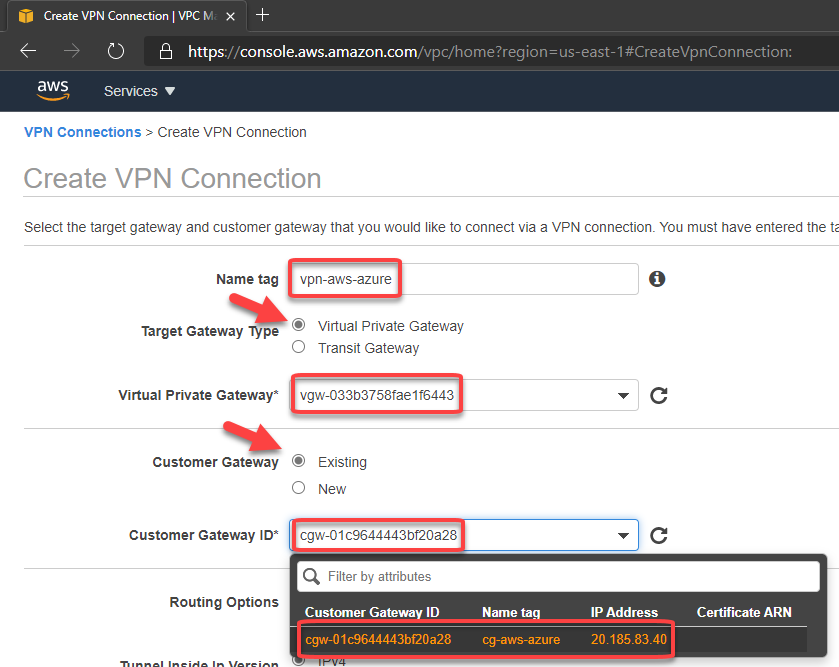 Create VPN Connection | VPC Ma
https://console.aws.amazon.com/vpc/home?region=us-east-1#CreateVpnConnection:
aws Services
VPN Connections > Create VPN Connection
Create VPN Connection
Select the target gateway and customer gateway that you would like to connect via a VPN connection. You must have entered the ta
Name tag vpn-aws-azure
Target Gateway Type Virtual Private Gateway
Transit Gateway
Virtual Private Gateway* vgw-033b3758fae1f6443
Customer Gateway Existing
New
Customer Gateway ID* cgw-01c9644443bf20a28
Filter by attributes
Routing Options
Customer Gateway ID Name tag IP Address Certificate ARN
cgw-01c9644443bf20a28 cg-aws-azure 20.185.83.40
Tunnel Inside Ip Version IPv4